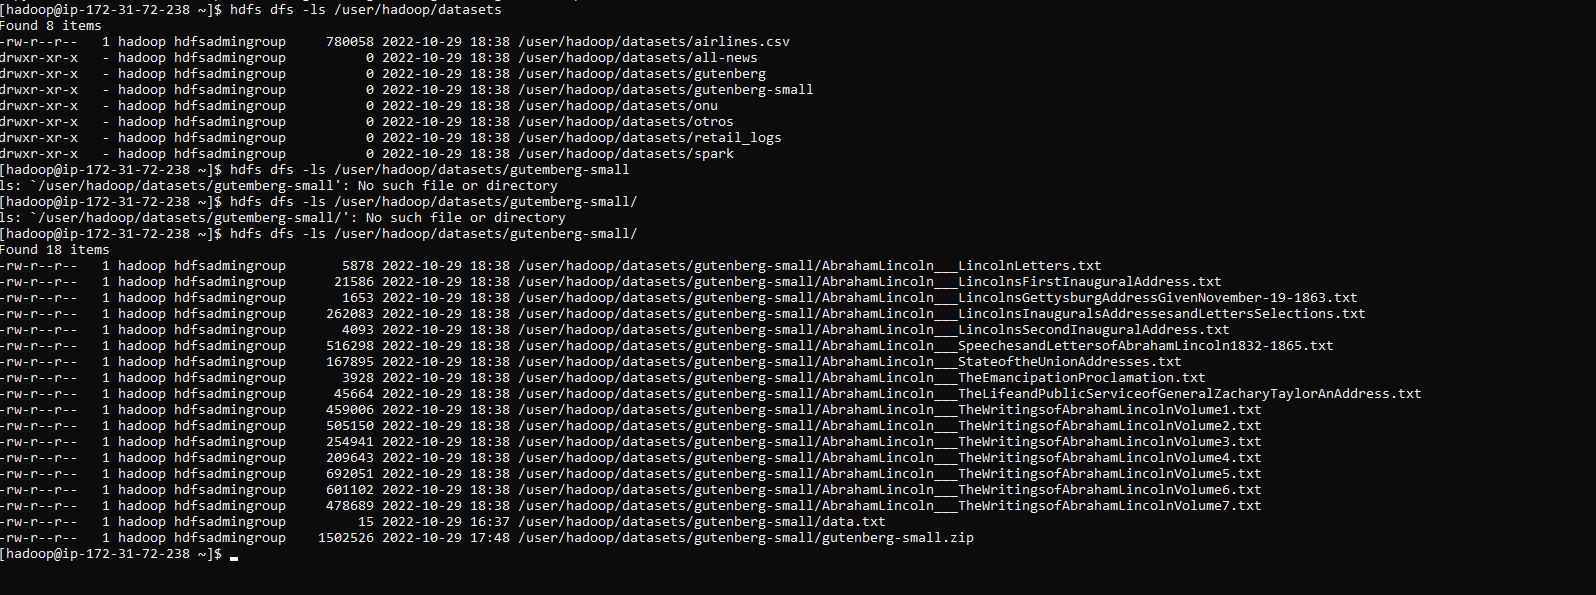 [hadoop@ip-172-31-72-238 ~]$ hdfs dfs -ls /user/hadoop/datasets
Found 8 items
-rw-r--r--   1 hadoop hdfsadmingroup     780058 2022-10-29 18:38 /user/hadoop/datasets/airlines.csv
drwxr-xr-x   - hadoop hdfsadmingroup          0 2022-10-29 18:38 /user/hadoop/datasets/all-news
drwxr-xr-x   - hadoop hdfsadmingroup          0 2022-10-29 18:38 /user/hadoop/datasets/gutenberg
drwxr-xr-x   - hadoop hdfsadmingroup          0 2022-10-29 18:38 /user/hadoop/datasets/gutenberg-small
drwxr-xr-x   - hadoop hdfsadmingroup          0 2022-10-29 18:38 /user/hadoop/datasets/onu
drwxr-xr-x   - hadoop hdfsadmingroup          0 2022-10-29 18:38 /user/hadoop/datasets/otros
drwxr-xr-x   - hadoop hdfsadmingroup          0 2022-10-29 18:38 /user/hadoop/datasets/retail_logs
drwxr-xr-x   - hadoop hdfsadmingroup          0 2022-10-29 18:38 /user/hadoop/datasets/spark
[hadoop@ip-172-31-72-238 ~]$ hdfs dfs -ls /user/hadoop/datasets/gutemberg-small
ls: `/user/hadoop/datasets/gutemberg-small': No such file or directory
[hadoop@ip-172-31-72-238 ~]$ hdfs dfs -ls /user/hadoop/datasets/gutemberg-small/
ls: `/user/hadoop/datasets/gutemberg-small/': No such file or directory
[hadoop@ip-172-31-72-238 ~]$ hdfs dfs -ls /user/hadoop/datasets/gutenberg-small/
Found 18 items
-rw-r--r--   1 hadoop hdfsadmingroup       5878 2022-10-29 18:38 /user/hadoop/datasets/gutenberg-small/AbrahamLincoln___LincolnLetters.txt
-rw-r--r--   1 hadoop hdfsadmingroup      21586 2022-10-29 18:38 /user/hadoop/datasets/gutenberg-small/AbrahamLincoln___LincolnsFirstInauguralAddress.txt
-rw-r--r--   1 hadoop hdfsadmingroup       1653 2022-10-29 18:38 /user/hadoop/datasets/gutenberg-small/AbrahamLincoln___LincolnsGettysburgAddressGivenNovember-19-1863.txt
-rw-r--r--   1 hadoop hdfsadmingroup     262083 2022-10-29 18:38 /user/hadoop/datasets/gutenberg-small/AbrahamLincoln___LincolnsInauguralsAddressesandLettersSelections.txt
-rw-r--r--   1 hadoop hdfsadmingroup       4093 2022-10-29 18:38 /user/hadoop/datasets/gutenberg-small/AbrahamLincoln___LincolnsSecondInauguralAddress.txt
-rw-r--r--   1 hadoop hdfsadmingroup     516298 2022-10-29 18:38 /user/hadoop/datasets/gutenberg-small/AbrahamLincoln___SpeechesandLettersofAbrahamLincoln1832-1865.txt
-rw-r--r--   1 hadoop hdfsadmingroup     167895 2022-10-29 18:38 /user/hadoop/datasets/gutenberg-small/AbrahamLincoln___StateoftheUnionAddresses.txt
-rw-r--r--   1 hadoop hdfsadmingroup       3928 2022-10-29 18:38 /user/hadoop/datasets/gutenberg-small/AbrahamLincoln___TheEmancipationProclamation.txt
-rw-r--r--   1 hadoop hdfsadmingroup      45664 2022-10-29 18:38 /user/hadoop/datasets/gutenberg-small/AbrahamLincoln___TheLifeandPublicServiceofGeneralZacharyTaylorAnAddress.txt
-rw-r--r--   1 hadoop hdfsadmingroup     459006 2022-10-29 18:38 /user/hadoop/datasets/gutenberg-small/AbrahamLincoln___TheWritingsofAbrahamLincolnVolume1.txt
-rw-r--r--   1 hadoop hdfsadmingroup     505150 2022-10-29 18:38 /user/hadoop/datasets/gutenberg-small/AbrahamLincoln___TheWritingsofAbrahamLincolnVolume2.txt
-rw-r--r--   1 hadoop hdfsadmingroup     254941 2022-10-29 18:38 /user/hadoop/datasets/gutenberg-small/AbrahamLincoln___TheWritingsofAbrahamLincolnVolume3.txt
-rw-r--r--   1 hadoop hdfsadmingroup     209643 2022-10-29 18:38 /user/hadoop/datasets/gutenberg-small/AbrahamLincoln___TheWritingsofAbrahamLincolnVolume4.txt
-rw-r--r--   1 hadoop hdfsadmingroup     692051 2022-10-29 18:38 /user/hadoop/datasets/gutenberg-small/AbrahamLincoln___TheWritingsofAbrahamLincolnVolume5.txt
-rw-r--r--   1 hadoop hdfsadmingroup     601102 2022-10-29 18:38 /user/hadoop/datasets/gutenberg-small/AbrahamLincoln___TheWritingsofAbrahamLincolnVolume6.txt
-rw-r--r--   1 hadoop hdfsadmingroup     478689 2022-10-29 18:38 /user/hadoop/datasets/gutenberg-small/AbrahamLincoln___TheWritingsofAbrahamLincolnVolume7.txt
-rw-r--r--   1 hadoop hdfsadmingroup         15 2022-10-29 16:37 /user/hadoop/datasets/gutenberg-small/data.txt
-rw-r--r--   1 hadoop hdfsadmingroup    1502526 2022-10-29 17:48 /user/hadoop/datasets/gutenberg-small/gutenberg-small.zip
[hadoop@ip-172-31-72-238 ~]$